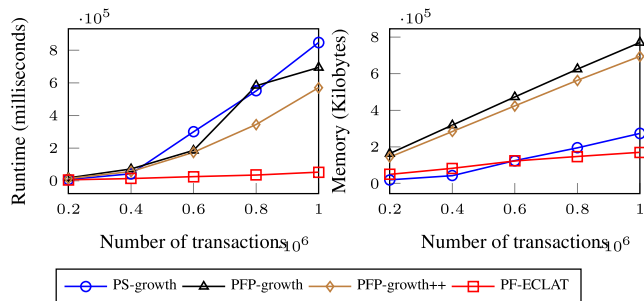 ·10^5
Runtime (milliseconds)
8
6
4
2
0
0.2 0.4 0.6 0.8 1
Number of transactions ·10^6
·10^5
Memory (Kilobytes)
8
6
4
2
0
0.2 0.4 0.6 0.8 1
Number of transactions ·10^6
PS-growth PFP-growth PFP-growth++ PF-ECLAT